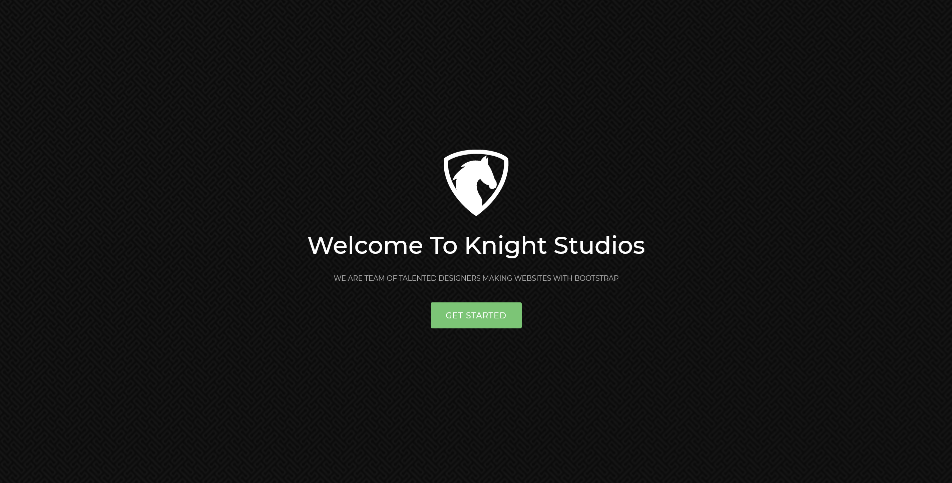 Welcome To Knight Studios
WE ARE TEAM OF TALENTED DESIGNERS MAKING WEBSITES WITH BOOTSTRAP
GET STARTED